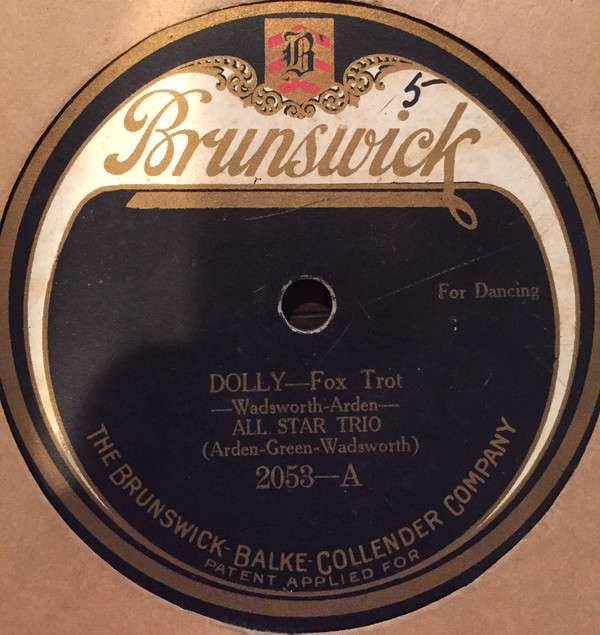 B
5
Brunswick
For Dancing
DOLLY—Fox Trot
—Wadsworth-Arden—
ALL STAR TRIO
(Arden-Green-Wadsworth)
2053—A
THE BRUNSWICK-BALKE-COLLENDER COMPANY
PATENT APPLIED FOR